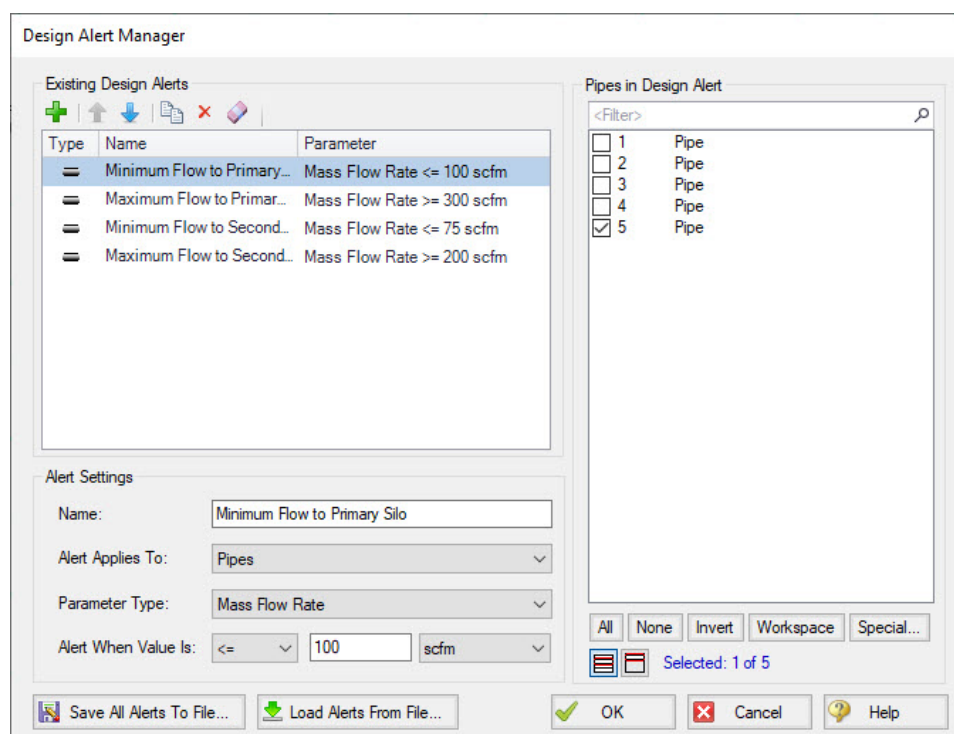 Design Alert Manager
Existing Design Alerts
Type Name Parameter
Minimum Flow to Primary... Mass Flow Rate <= 100 scfm
Maximum Flow to Primar... Mass Flow Rate >= 300 scfm
Minimum Flow to Second... Mass Flow Rate <= 75 scfm
Maximum Flow to Second... Mass Flow Rate >= 200 scfm
Alert Settings
Name: Minimum Flow to Primary Silo
Alert Applies To: Pipes
Parameter Type: Mass Flow Rate
Alert When Value Is: <= 100 scfm
Pipes in Design Alert
<Filter>
1 Pipe
2 Pipe
3 Pipe
4 Pipe
5 Pipe
All None Invert Workspace Special...
Selected: 1 of 5
Save All Alerts To File... Load Alerts From File... OK Cancel Help